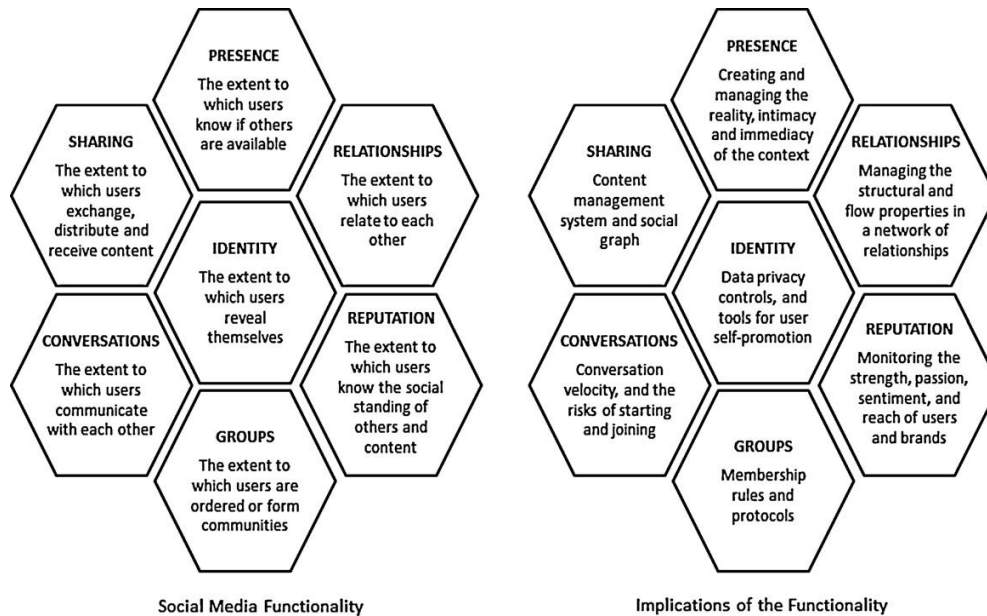 PRESENCE
The extent to
which users
know if others
are available
SHARING
The extent to
which users
exchange,
distribute and
receive content
RELATIONSHIPS
The extent to
which users
relate to each
other
IDENTITY
The extent to
which users
reveal
themselves
CONVERSATIONS
The extent to
which users
communicate
with each other
REPUTATION
The extent to
which users
know the social
standing of
others and
content
GROUPS
The extent to
which users are
ordered or form
communities
Social Media Functionality
PRESENCE
Creating and
managing the
reality, intimacy
and immediacy
of the context
SHARING
Content
management
system and social
graph
RELATIONSHIPS
Managing the
structural and
flow properties in
a network of
relationships
IDENTITY
Data privacy
controls, and
tools for user
self-promotion
CONVERSATIONS
Conversation
velocity, and the
risks of starting
and joining
REPUTATION
Monitoring the
strength, passion,
sentiment, and
reach of users
and brands
GROUPS
Membership
rules and
protocols
Implications of the Functionality